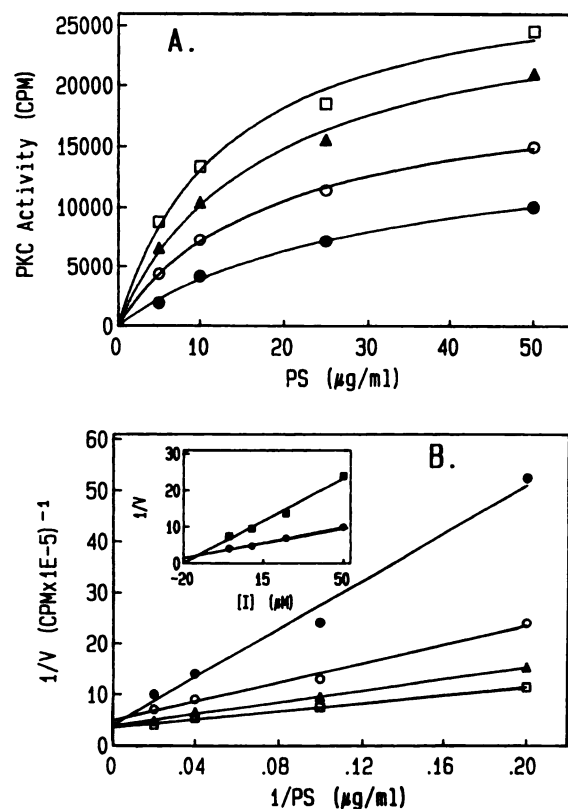 A.
PKC Activity (CPM)
25000
20000
15000
10000
5000
0
0 10 20 30 40 50
PS (µg/ml)
B.
1/V (CPMx1E-5)⁻¹
60
50
40
30
20
10
0
0 .04 .08 .12 .16 .20
1/PS (µg/ml)
1/V
30
20
10
0
-20 15 50
[I] (µM)